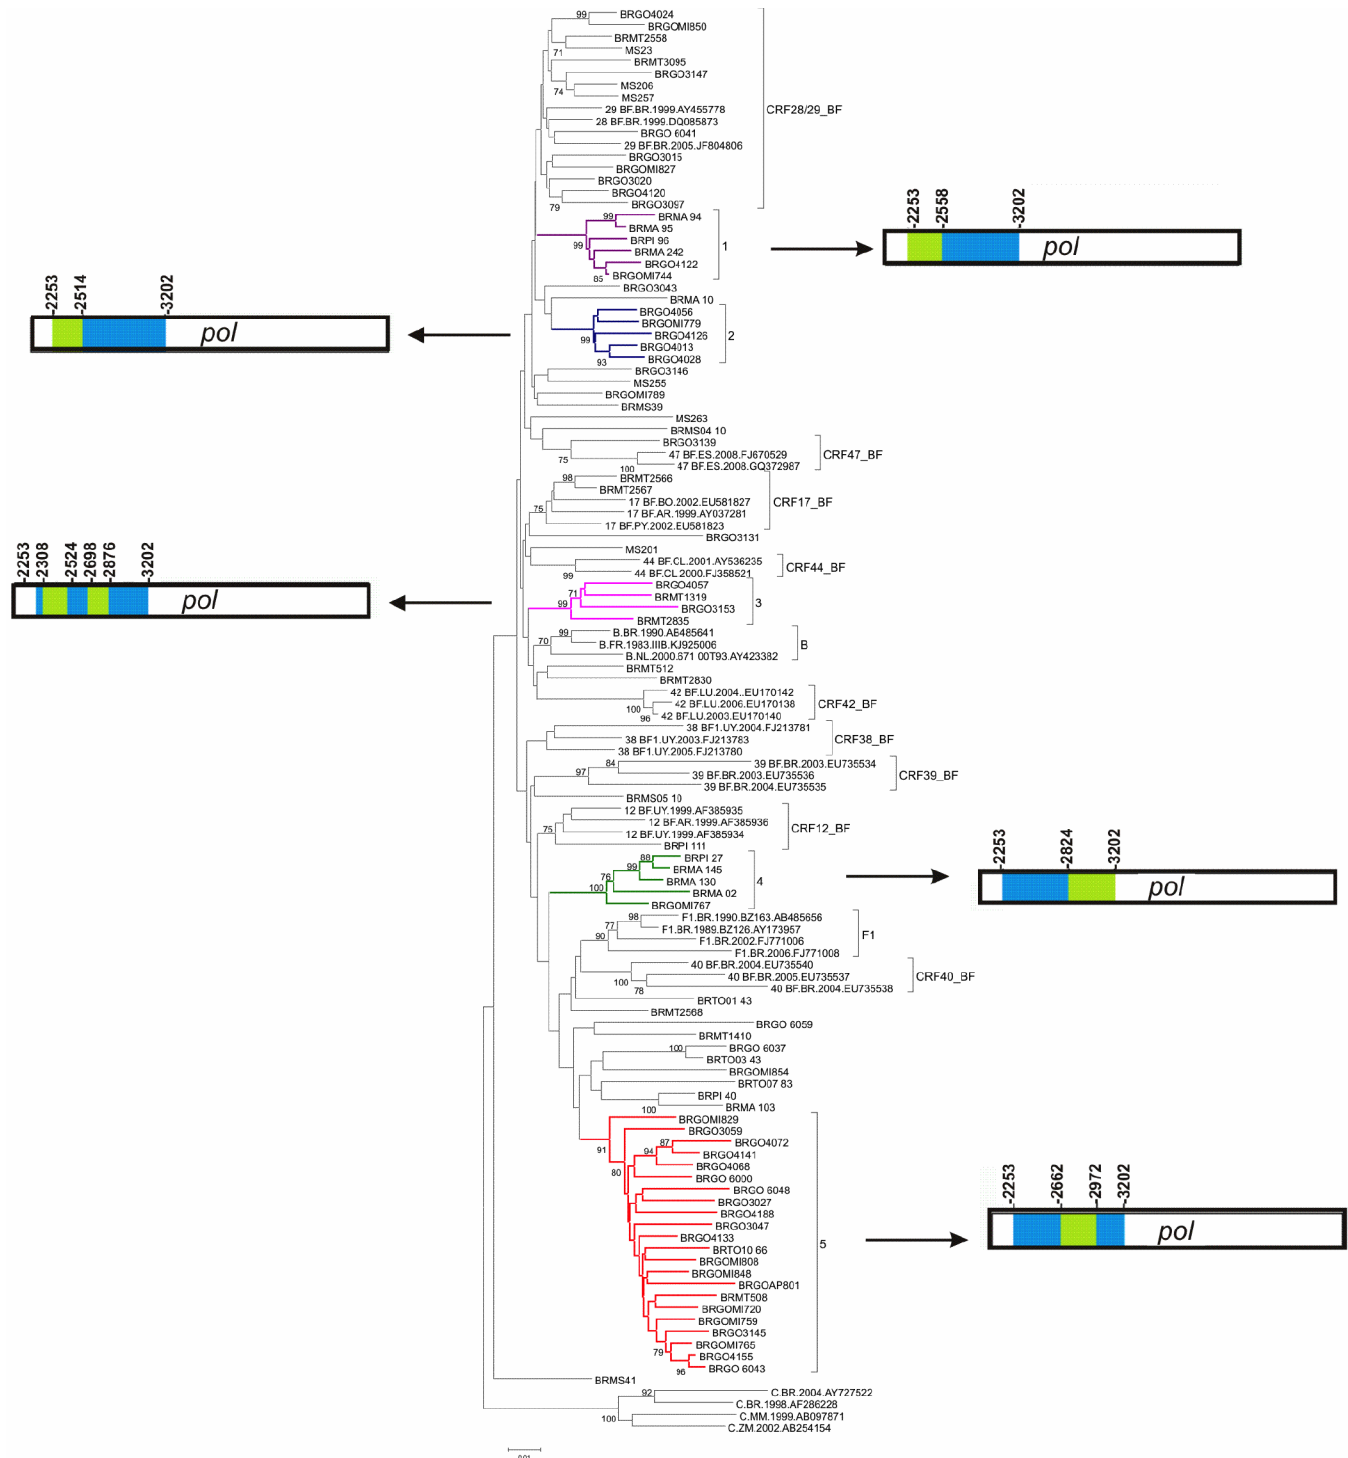 99
BRGO4024
BRGOMI850
BRMT2558
71
MS23
BRMT3095
BRGO3147
74
MS206
MS257
29 BF.BR.1999.AY455778
CRF28/29_BF
28 BF.BR.1999.DQ085873
BRGO 6041
29 BF.BR.2005.JF804806
BRGO3015
BRGOMI827
BRGO3020
BRGO4120
79
BRGO3097
99
BRMA 94
BRMA 95
BRPI 96
99
1
BRMA 242
BRGO4122
85
BRGOMI744
-2253
-2558
-3202
pol
BRGO3043
BRMA 10
BRGO4056
BRGOMI779
99
BRGO4126
2
BRGO4013
93
BRGO4028
-2253
-2514
-3202
pol
BRGO3146
MS255
BRGOMI789
BRMS39
MS263
BRMS04 10
BRGO3139
75
47 BF.ES.2008.FJ670529
CRF47_BF
100
47 BF.ES.2008.GQ372987
98
BRMT2566
BRMT2567
17 BF.BO.2002.EU581827
CRF17_BF
75
17 BF.AR.1999.AY037281
17 BF.PY.2002.EU581823
BRGO3131
MS201
44 BF.CL.2001.AY536235
CRF44_BF
99
44 BF.CL.2000.FJ358521
71
BRGO4057
BRMT1319
99
BRGO3153
3
BRMT2835
-2253
-2308
-2524
-2698
-2876
-3202
pol
99
B.BR.1990.AB485641
70
B.FR.1983.IIIB.KJ925006
B
B.NL.2000.671 00T93.AY423382
BRMT512
BRMT2830
42 BF.LU.2004..EU170142
100
42 BF.LU.2006.EU170138
CRF42_BF
96
42 BF.LU.2003.EU170140
38 BF1.UY.2004.FJ213781
38 BF1.UY.2003.FJ213783
CRF38_BF
38 BF1.UY.2005.FJ213780
84
39 BF.BR.2003.EU735534
97
39 BF.BR.2003.EU735536
CRF39_BF
39 BF.BR.2004.EU735535
BRMS05 10
12 BF.UY.1999.AF385935
12 BF.AR.1999.AF385936
75
CRF12_BF
12 BF.UY.1999.AF385934
BRPI 111
88
BRPI 27
99
BRMA 145
76
BRMA 130
4
100
BRMA 02
BRGOMI767
-2253
-2824
-3202
pol
98
F1.BR.1990.BZ163.AB485656
77
F1.BR.1989.BZ126.AY173957
90
F1.BR.2002.FJ771006
F1
F1.BR.2006.FJ771008
40 BF.BR.2004.EU735540
100
40 BF.BR.2005.EU735537
CRF40_BF
78
40 BF.BR.2004.EU735538
BRTO01 43
BRMT2568
BRGO 6059
BRMT1410
100
BRGO 6037
BRTO03 43
BRGOMI854
BRTO07 83
BRPI 40
100
BRMA 103
BRGOMI829
91
BRGO3059
87
BRGO4072
94
BRGO4141
80
BRGO4068
BRGO 6000
BRGO 6048
BRGO3027
BRGO4188
BRGO3047
BRGO4133
5
BRTO10 66
BRGOMI808
BRGOMI848
BRGOAP801
BRMT508
BRGOMI720
BRGOMI759
BRGO3145
79
BRGOMI765
BRGO4155
96
BRGO 6043
-2253
-2662
-2972
-3202
pol
BRMS41
92
C.BR.2004.AY727522
C.BR.1998.AF286228
100
C.MM.1999.AB097871
C.ZM.2002.AB254154